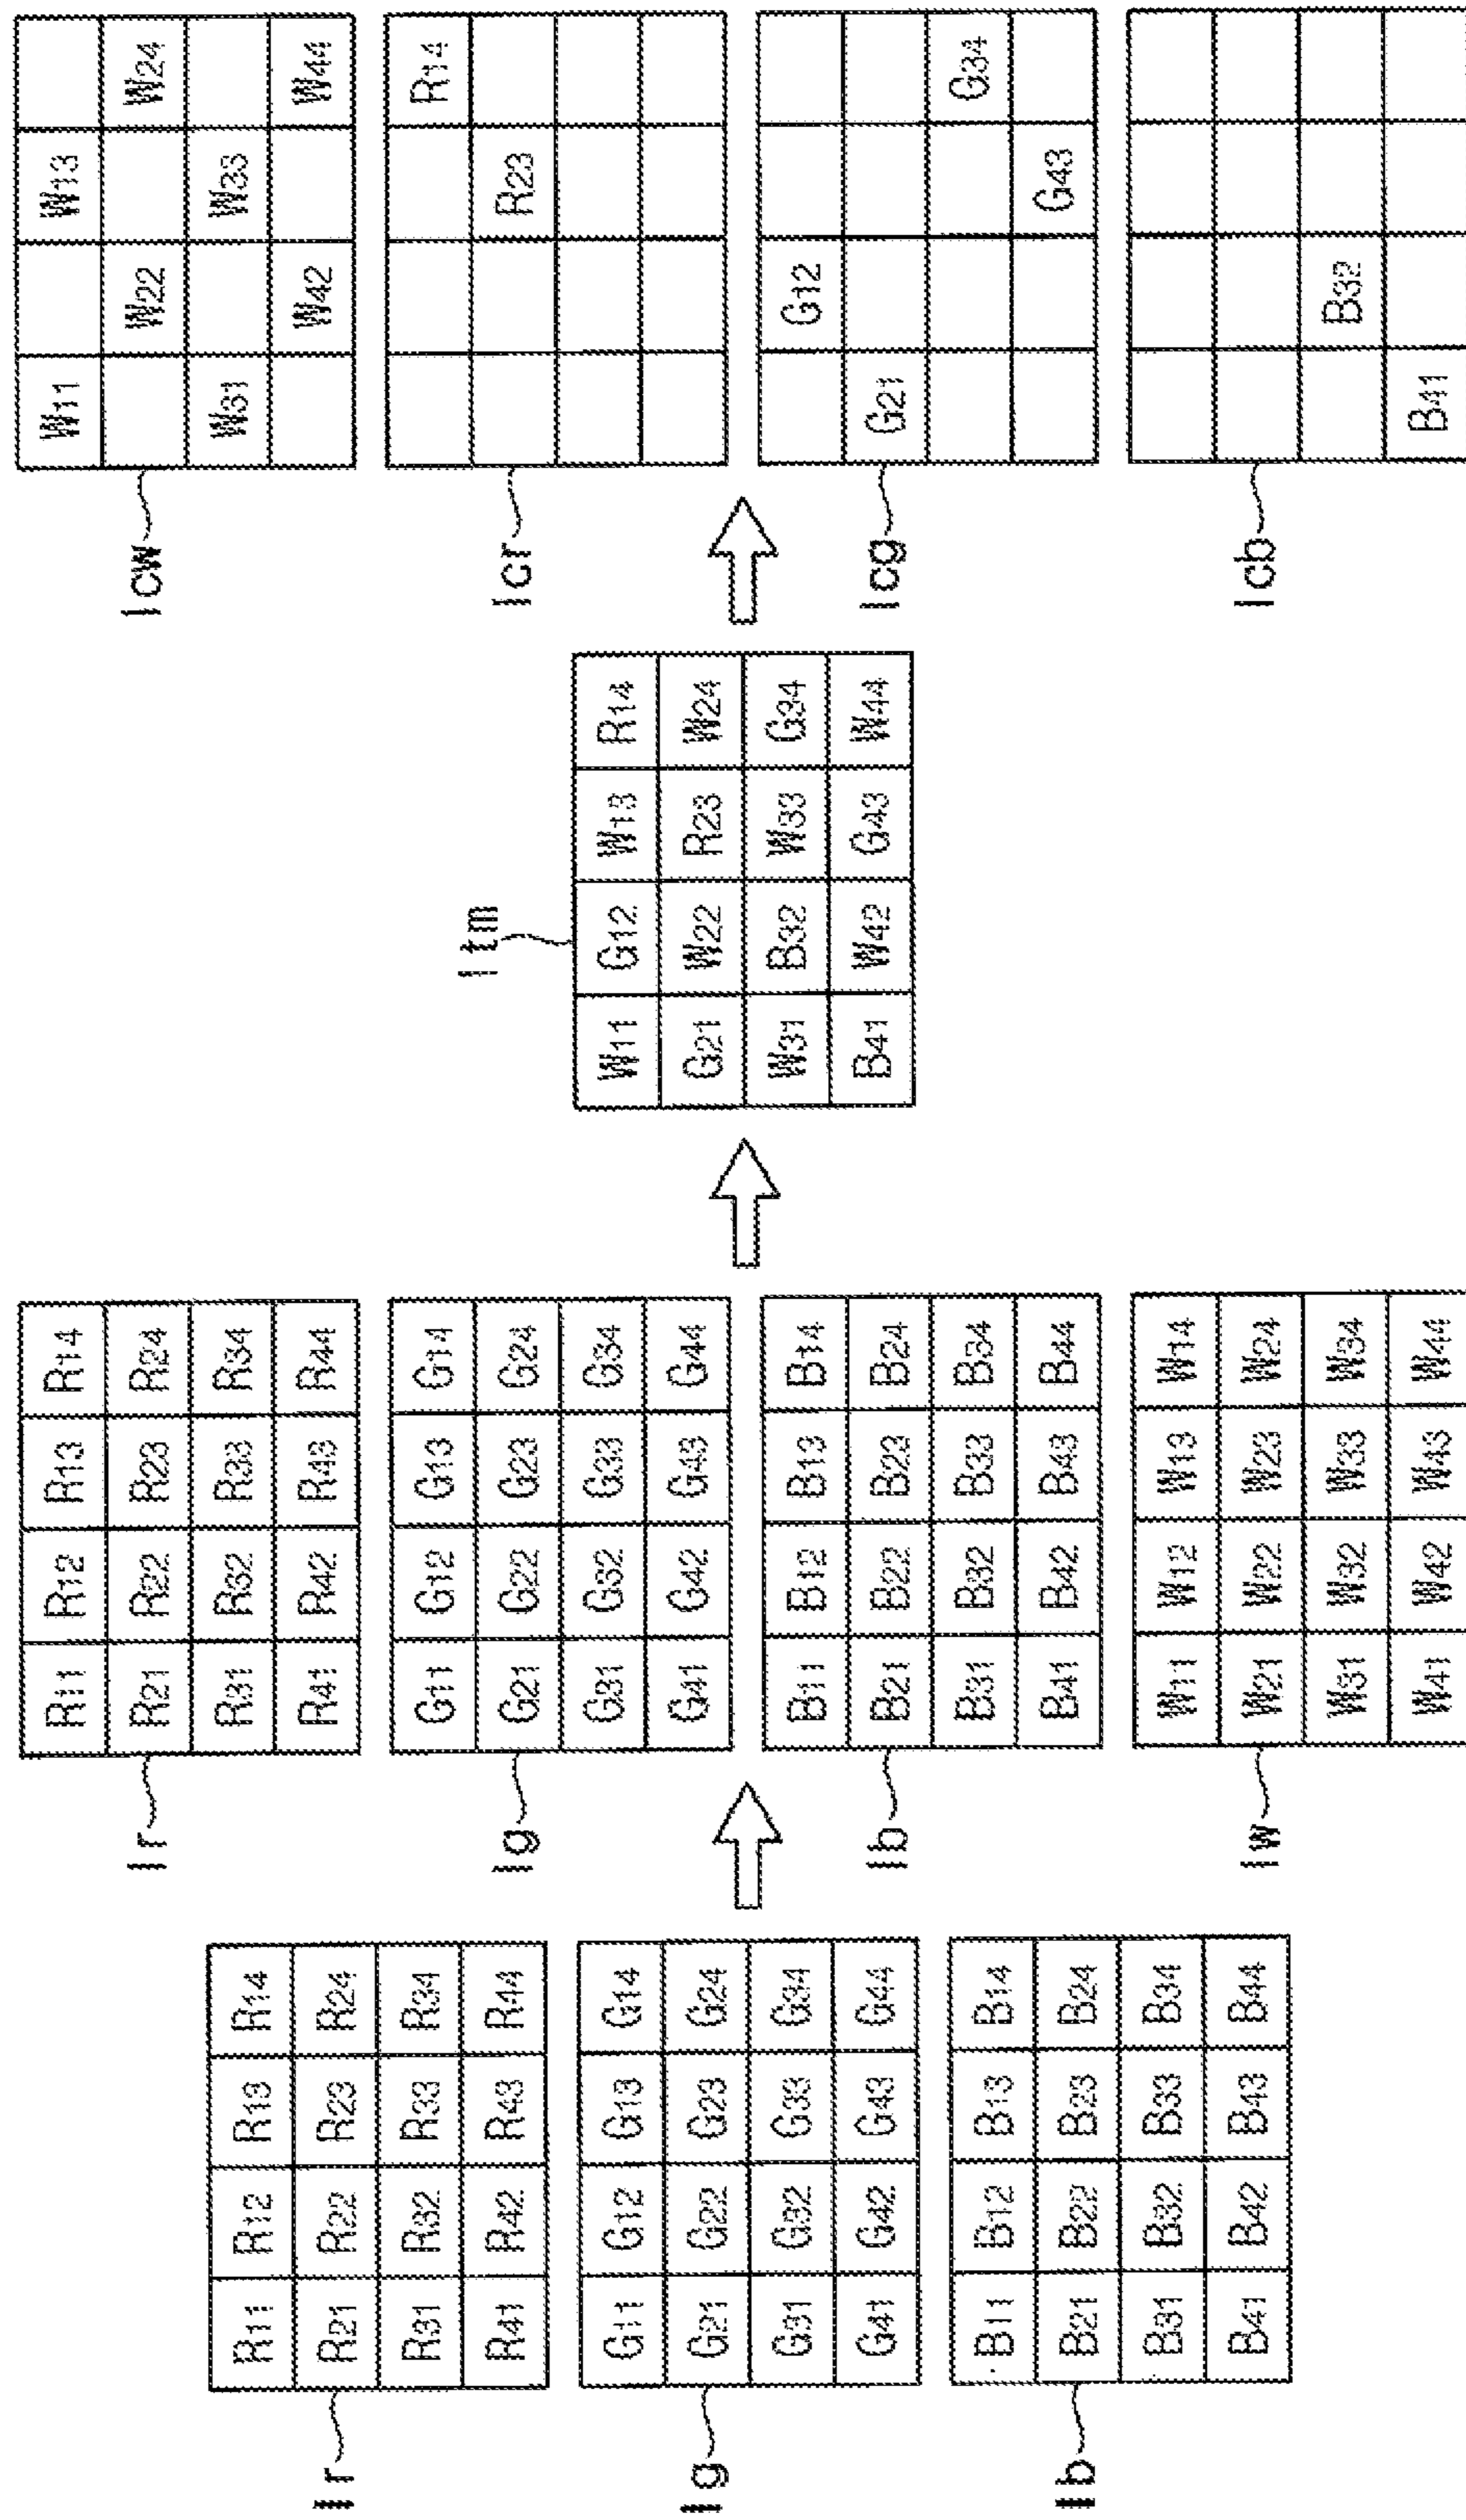 Ir
R11 R12 R13 R14
R21 R22 R23 R24
R31 R32 R33 R34
R41 R42 R43 R44
Ig
G11 G12 G13 G14
G21 G22 G23 G24
G31 G32 G33 G34
G41 G42 G43 G44
Ib
B11 B12 B13 B14
B21 B22 B23 B24
B31 B32 B33 B34
B41 B42 B43 B44
Ir
R11 R12 R13 R14
R21 R22 R23 R24
R31 R32 R33 R34
R41 R42 R43 R44
Ig
G11 G12 G13 G14
G21 G22 G23 G24
G31 G32 G33 G34
G41 G42 G43 G44
Ib
B11 B12 B13 B14
B21 B22 B23 B24
B31 B32 B33 B34
B41 B42 B43 B44
Iw
W11 W12 W13 W14
W21 W22 W23 W24
W31 W32 W33 W34
W41 W42 W43 W44
Itm
W11 G12 W13 R14
G21 W22 R23 W24
W31 B32 W33 G34
B41 W42 G43 W44
Icw
W11 W13
W22 W24
W31 W33
W42 W44
Icr
R14
R23
Icg
G12
G21
G34
G43
Icb
B32
B41